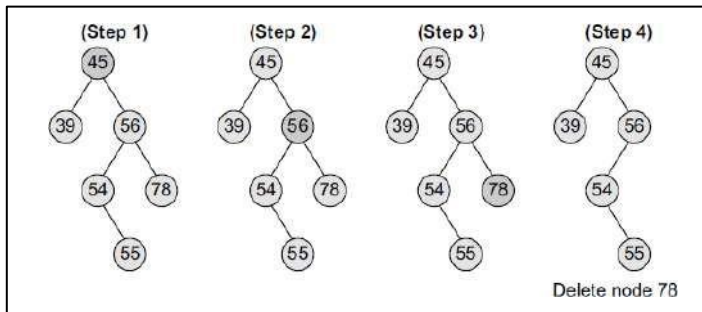 (Step 1) (Step 2) (Step 3) (Step 4)
45 45 45 45
39 56 39 56 39 56 39 56
54 78 54 78 54 78 54
55 55 55 55
Delete node 78